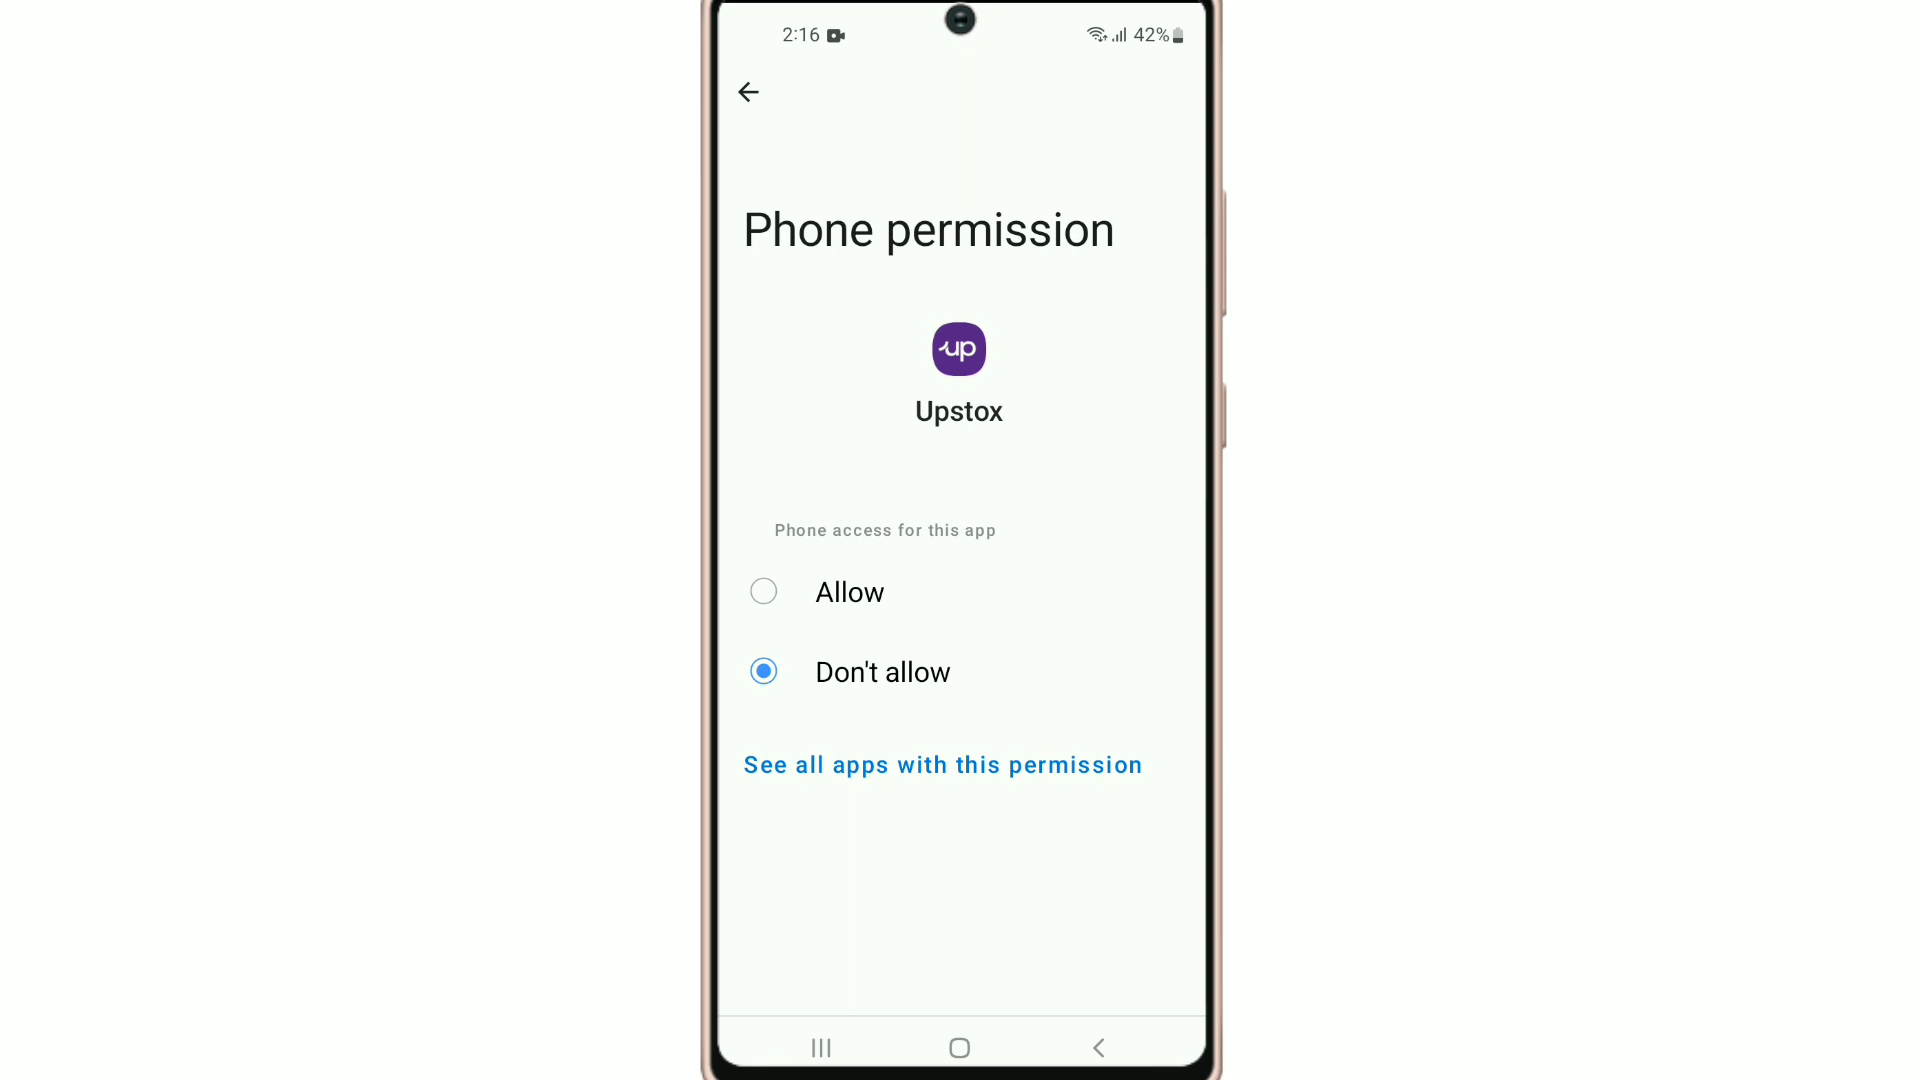 2:16 42%
Phone permission
up
Upstox
Phone access for this app
Allow
Don't allow
See all apps with this permission